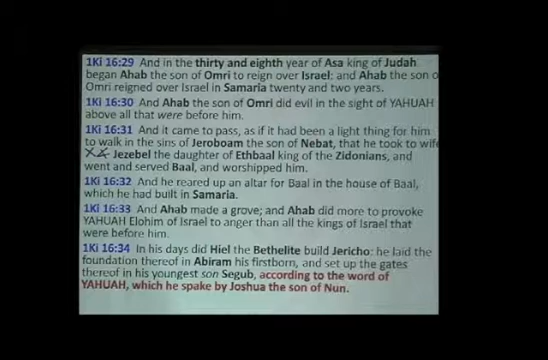 1Ki 16:29 And in the thirty and eighth year of Asa king of Judah
began Ahab the son of Omri to reign over Israel: and Ahab the son o
Omri reigned over Israel in Samaria twenty and two years.
1Ki 16:30 And Ahab the son of Omri did evil in the sight of YAHUAH
above all that were before him.
1Ki 16:31 And it came to pass, as if it had been a light thing for him
to walk in the sins of Jeroboam the son of Nebat, that he took to wife
Jezebel the daughter of Ethbaal king of the Zidonians, and
went and served Baal, and worshipped him.
1Ki 16:32 And he reared up an altar for Baal in the house of Baal,
which he had built in Samaria.
1Ki 16:33 And Ahab made a grove; and Ahab did more to provoke
YAHUAH Elohim of Israel to anger than all the kings of Israel that
were before him.
1Ki 16:34 In his days did Hiel the Bethelite build Jericho: he laid the
foundation thereof in Abiram his firstborn, and set up the gates
thereof in his youngest son Segub, according to the word of
YAHUAH, which he spake by Joshua the son of Nun.